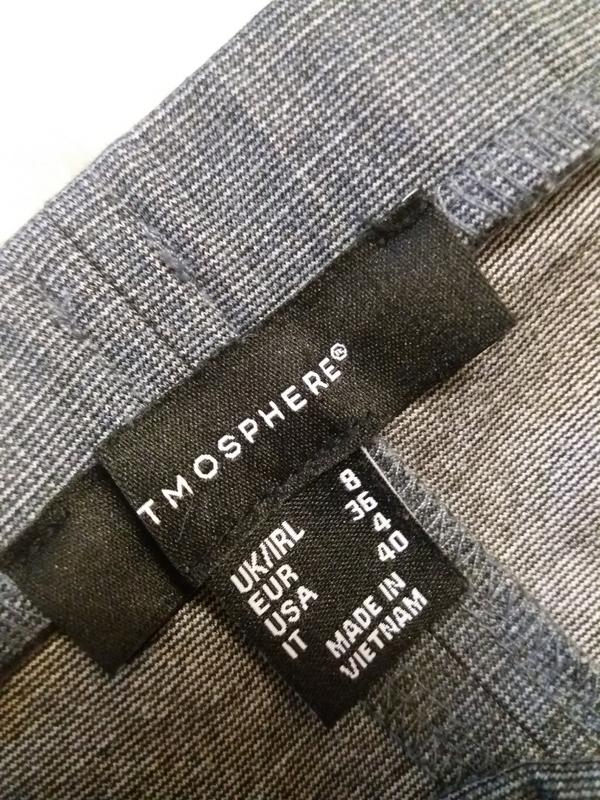 TMOSPHERE®
UK/IRL 8
EUR 36
USA 4
IT 40
MADE IN
VIETNAM